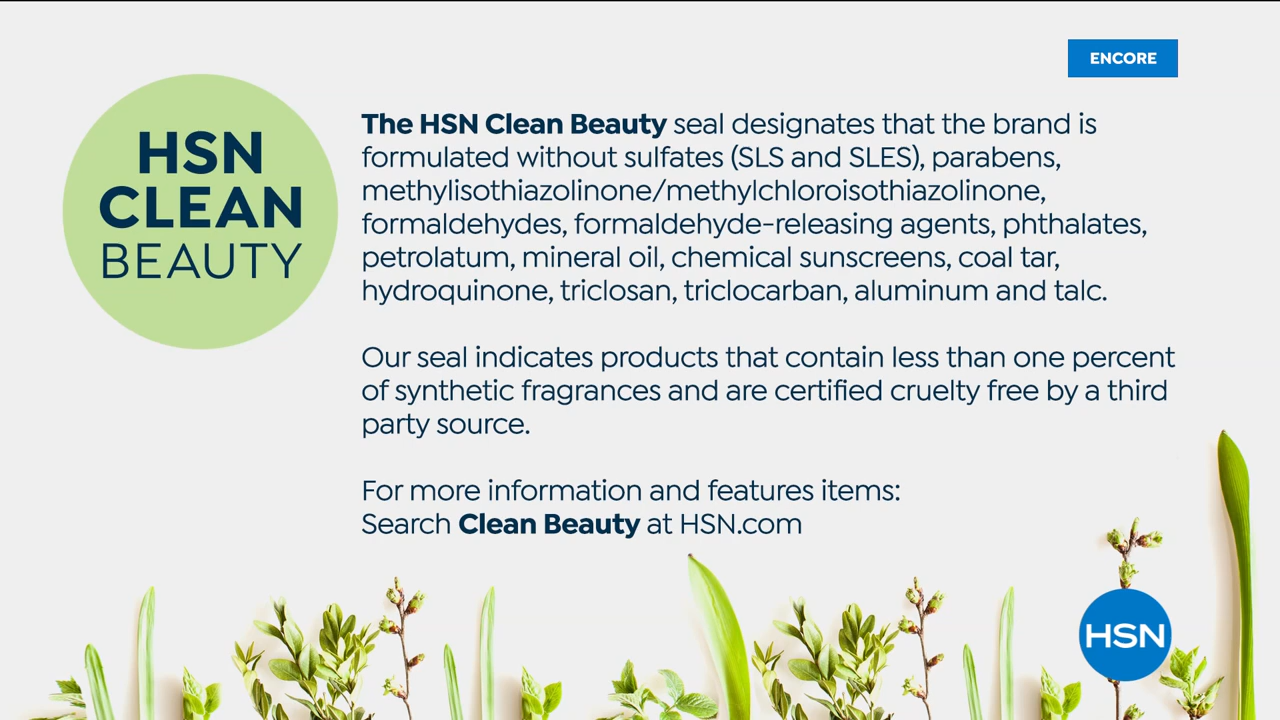 ENCORE
HSN
CLEAN
BEAUTY
The HSN Clean Beauty seal designates that the brand is
formulated without sulfates (SLS and SLES), parabens,
methylisothiazolinone/methylchloroisothiazolinone,
formaldehydes, formaldehyde-releasing agents, phthalates,
petrolatum, mineral oil, chemical sunscreens, coal tar,
hydroquinone, triclosan, triclocarban, aluminum and talc.
Our seal indicates products that contain less than one percent
of synthetic fragrances and are certified cruelty free by a third
party source.
For more information and features items:
Search Clean Beauty at HSN.com
HSN